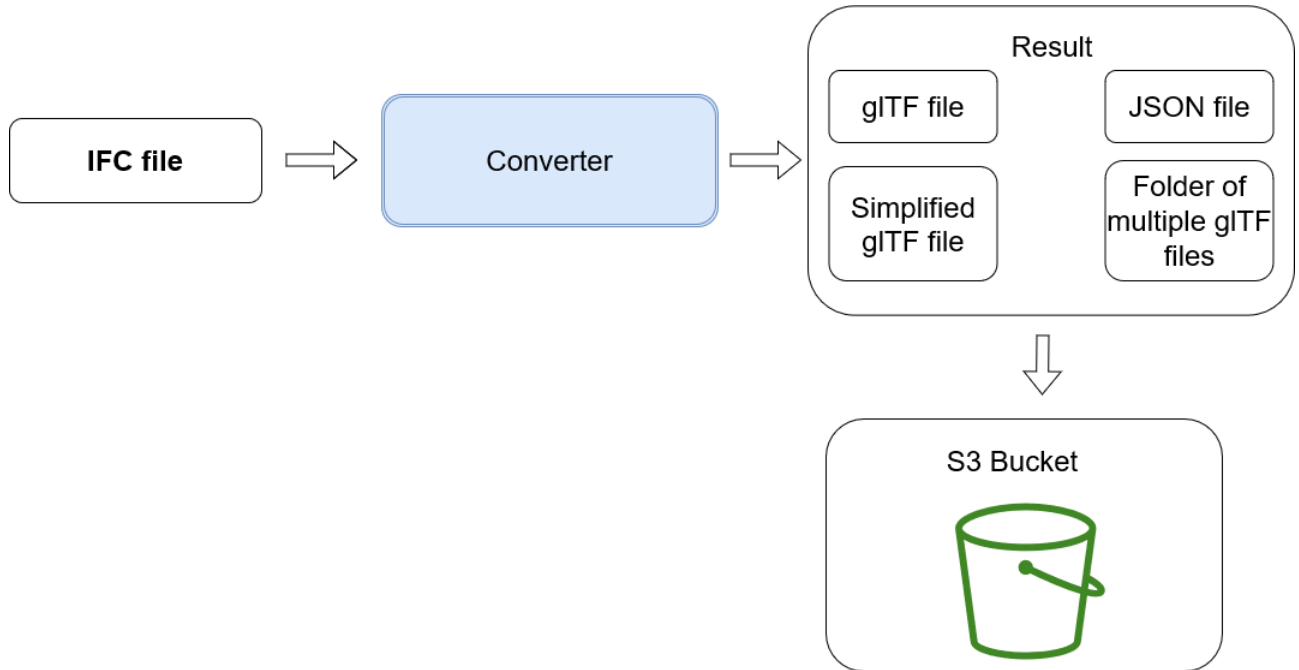 Result
glTF file
JSON file
IFC file
Converter
Simplified
glTF file
Folder of
multiple glTF
files
S3 Bucket